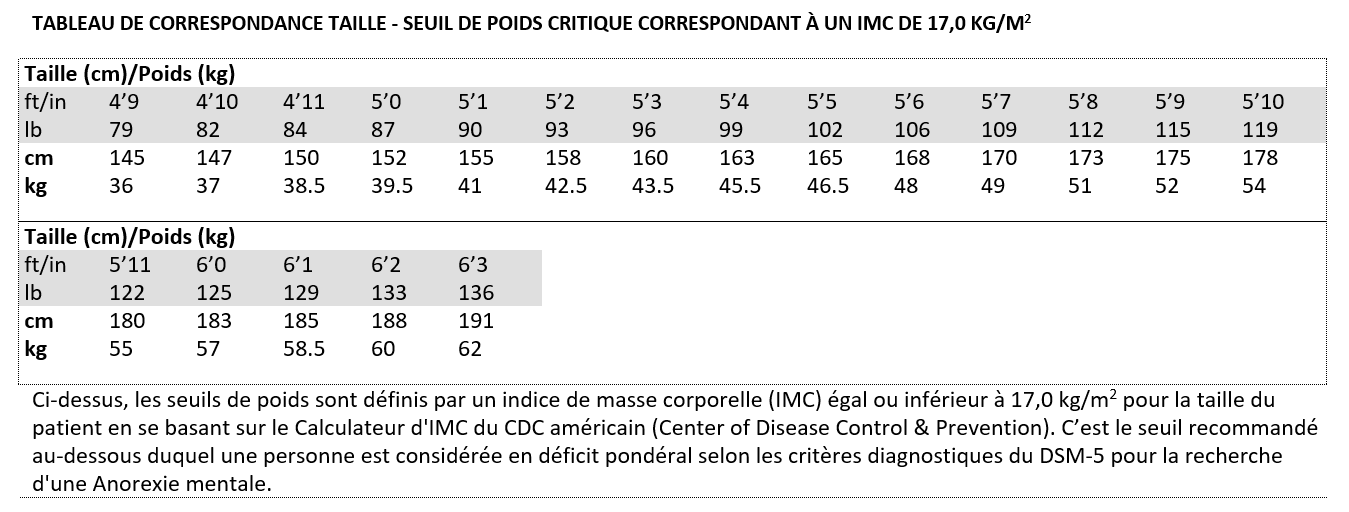 TABLEAU DE CORRESPONDANCE TAILLE - SEUIL DE POIDS CRITIQUE CORRESPONDANT À UN IMC DE 17,0 KG/M²
Taille (cm)/Poids (kg)
ft/in 4’9 4’10 4’11 5’0 5’1 5’2 5’3 5’4 5’5 5’6 5’7 5’8 5’9 5’10
lb 79 82 84 87 90 93 96 99 102 106 109 112 115 119
cm 145 147 150 152 155 158 160 163 165 168 170 173 175 178
kg 36 37 38.5 39.5 41 42.5 43.5 45.5 46.5 48 49 51 52 54
Taille (cm)/Poids (kg)
ft/in 5’11 6’0 6’1 6’2 6’3
lb 122 125 129 133 136
cm 180 183 185 188 191
kg 55 57 58.5 60 62
Ci-dessus, les seuils de poids sont définis par un indice de masse corporelle (IMC) égal ou inférieur à 17,0 kg/m² pour la taille du
patient en se basant sur le Calculateur d'IMC du CDC américain (Center of Disease Control & Prevention). C’est le seuil recommandé
au-dessous duquel une personne est considérée en déficit pondéral selon les critères diagnostiques du DSM-5 pour la recherche
d'une Anorexie mentale.